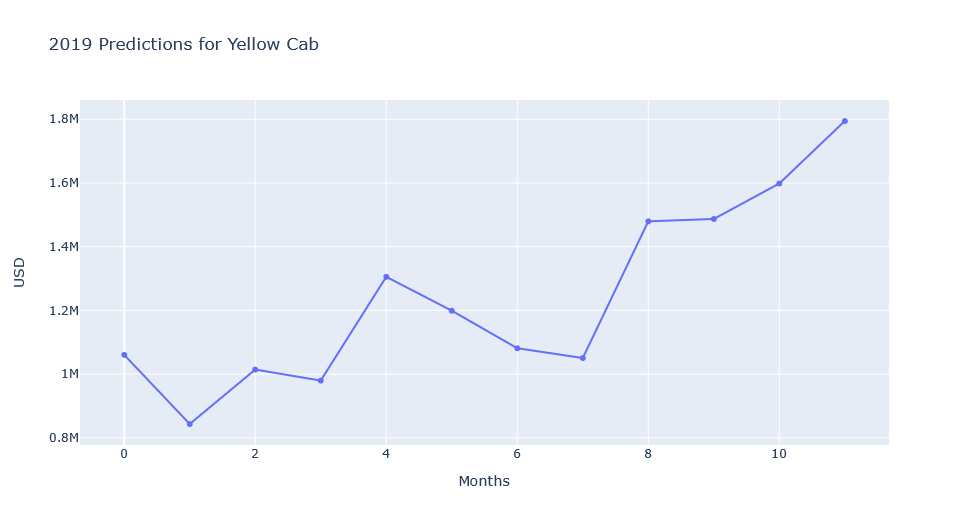 2019 Predictions for Yellow Cab
1.8M
1.6M
1.4M
1.2M
1M
0.8M
USD
0 2 4 6 8 10
Months